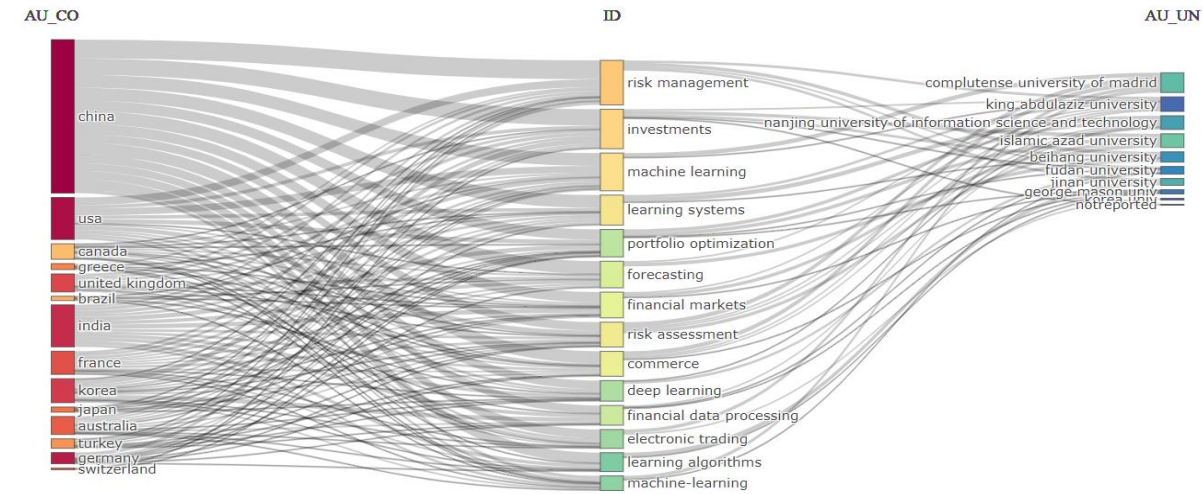 AU_CO
ID
AU_UN
china
usa
canada
greece
united kingdom
brazil
india
france
korea
japan
australia
turkey
germany
switzerland
risk management
investments
machine learning
learning systems
portfolio optimization
forecasting
financial markets
risk assessment
commerce
deep learning
financial data processing
electronic trading
learning algorithms
machine-learning
complutense university of madrid
king abdulaziz university
nanjing university of information science and technology
islamic azad university
beihang university
fudan university
jinan university
george mason univ
korea univ
notreported